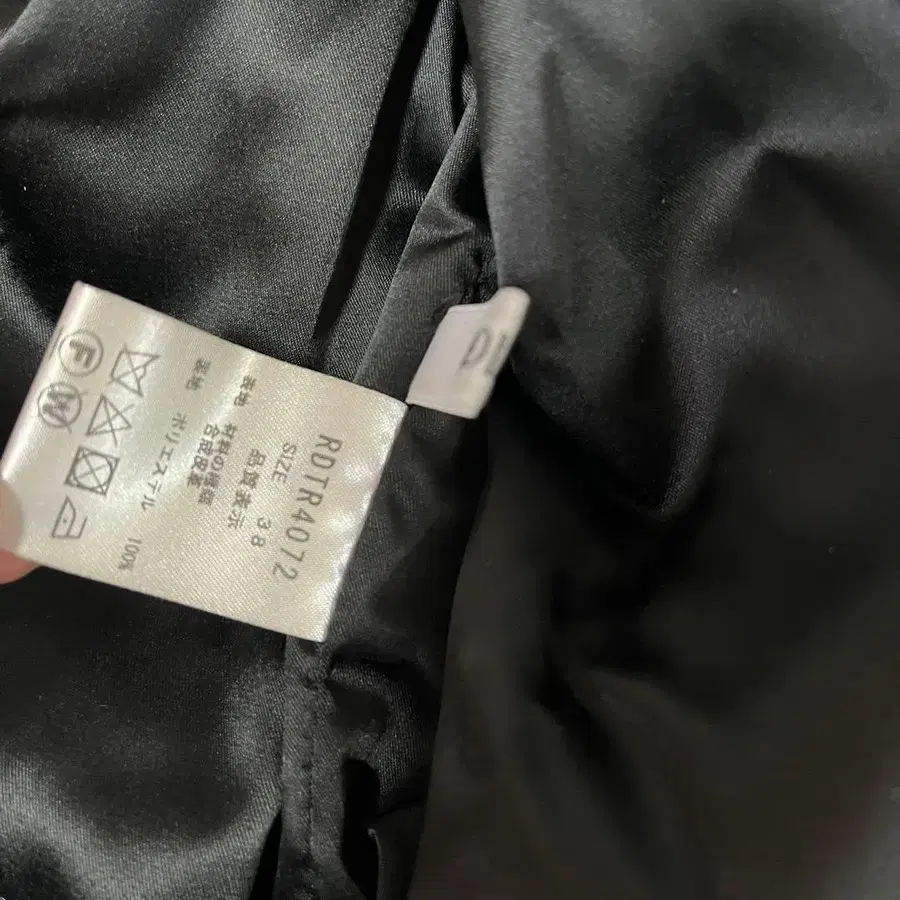 RDTR4072
SIZE 38
品質表示
合成皮革
材料の種類
表地
表地 ポリエステル 100%
F
W